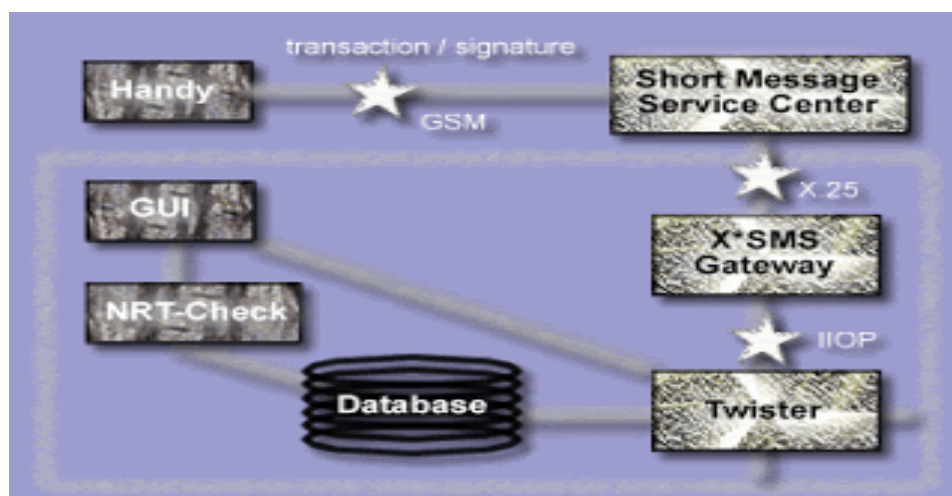 transaction / signature
Handy
Short Message
Service Center
GSM
X.25
GUI
X*SMS
Gateway
NRT-Check
IIOP
Database
Twister